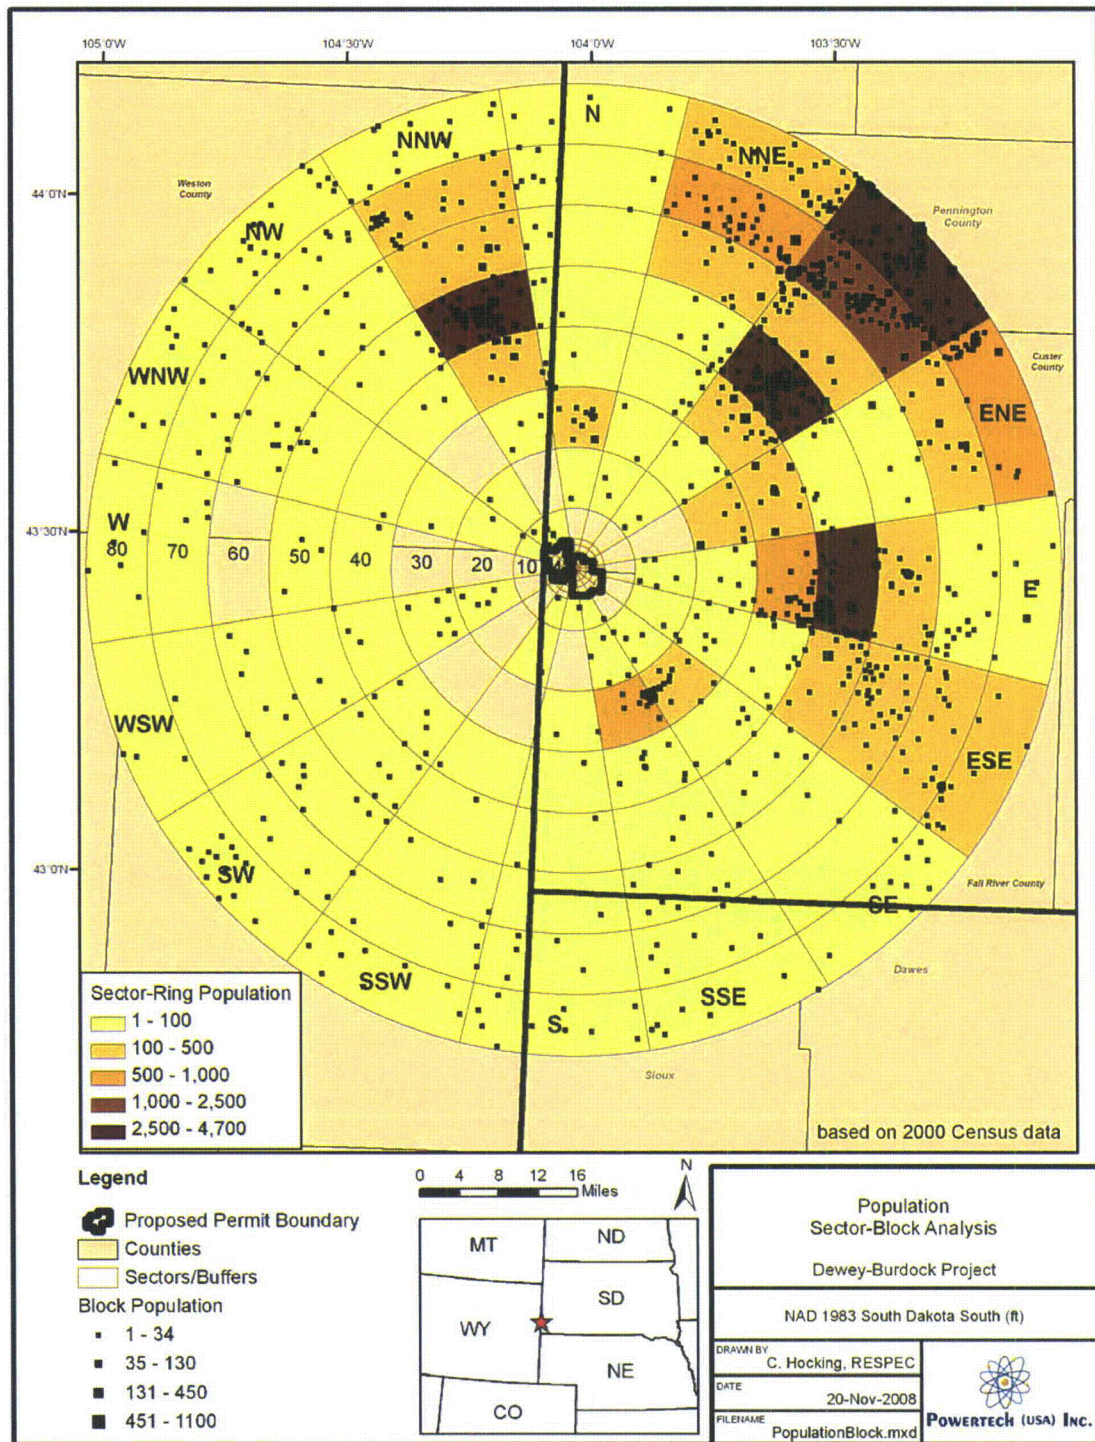 105°0'W
104°30'W
104°0'W
103°30'W
44°0'N
43°30'N
43°0'N
N
NNW
NNE
Weston
County
Pennington
County
NW
Custer
County
WNW
ENE
W
80
70
60
50
40
30
20
10
E
WSW
ESE
SW
Fall River County
SE
Dawes
SSW
SSE
S
Sioux
Sector-Ring Population
1 - 100
100 - 500
500 - 1,000
1,000 - 2,500
2,500 - 4,700
based on 2000 Census data
Legend
Proposed Permit Boundary
Counties
Sectors/Buffers
Block Population
1 - 34
35 - 130
131 - 450
451 - 1100
0 4 8 12 16
Miles
N
MT
ND
SD
WY
NE
CO
Population
Sector-Block Analysis
Dewey-Burdock Project
NAD 1983 South Dakota South (ft)
DRAWN BY
C. Hocking, RESPEC
DATE
20-Nov-2008
FILENAME
PopulationBlock.mxd
POWERTECH (USA) INC.